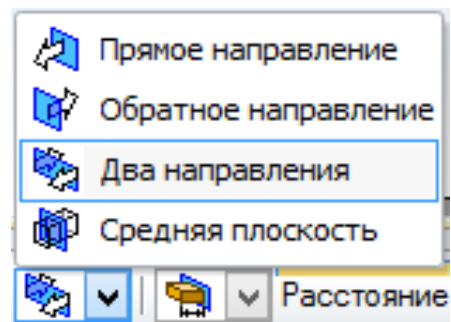 Прямое направление
Обратное направление
Два направления
Средняя плоскость
Расстояние